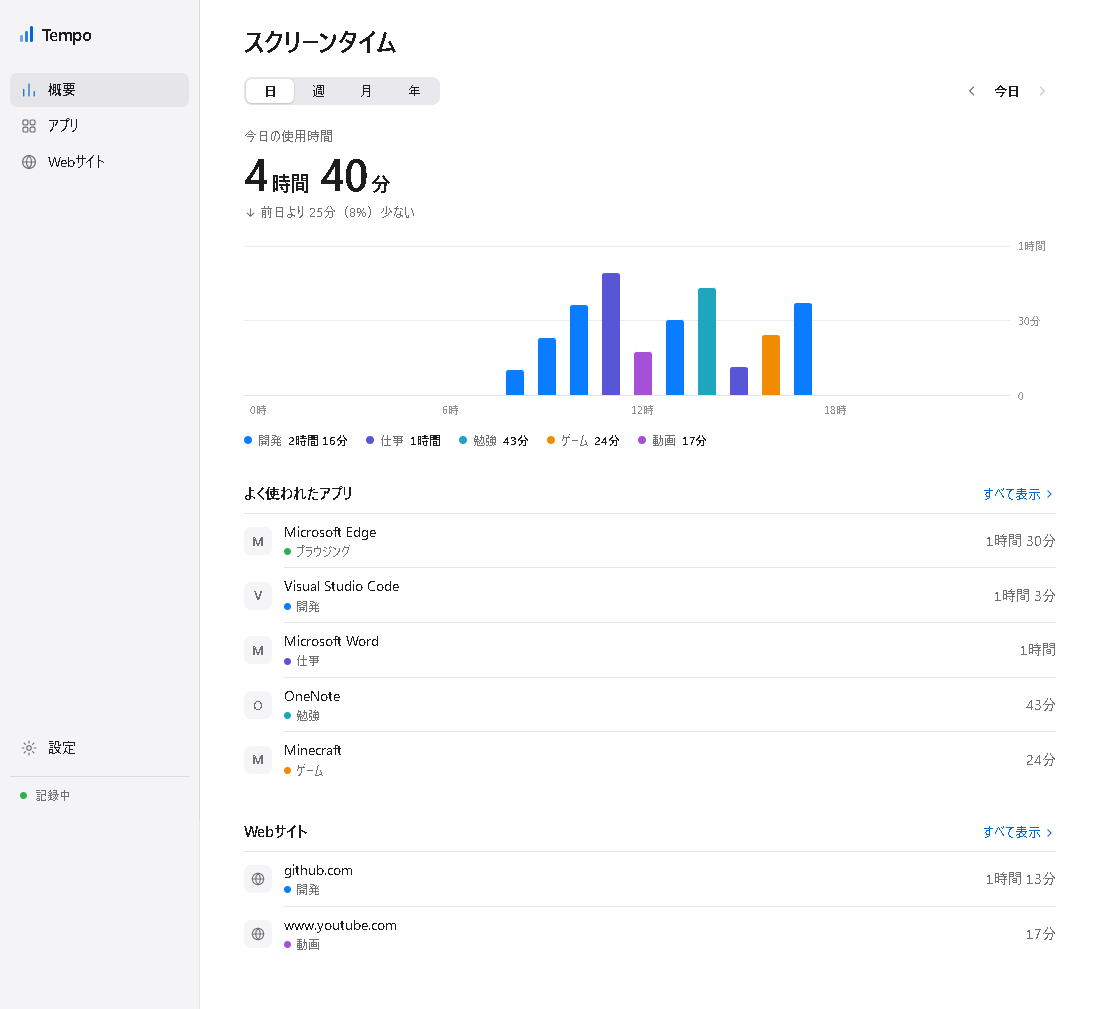 Tempo
概要
アプリ
Webサイト
設定
記録中
スクリーンタイム
日 週 月 年
今日
今日の使用時間
4時間 40分
↓ 前日より 25分（8%）少ない
1時間
30分
0
0時 6時 12時 18時
開発 2時間 16分 仕事 1時間 勉強 43分 ゲーム 24分 動画 17分
よく使われたアプリ すべて表示
M Microsoft Edge 1時間 30分
ブラウジング
V Visual Studio Code 1時間 3分
開発
M Microsoft Word 1時間
仕事
O OneNote 43分
勉強
M Minecraft 24分
ゲーム
Webサイト すべて表示
github.com 1時間 13分
開発
www.youtube.com 17分
動画